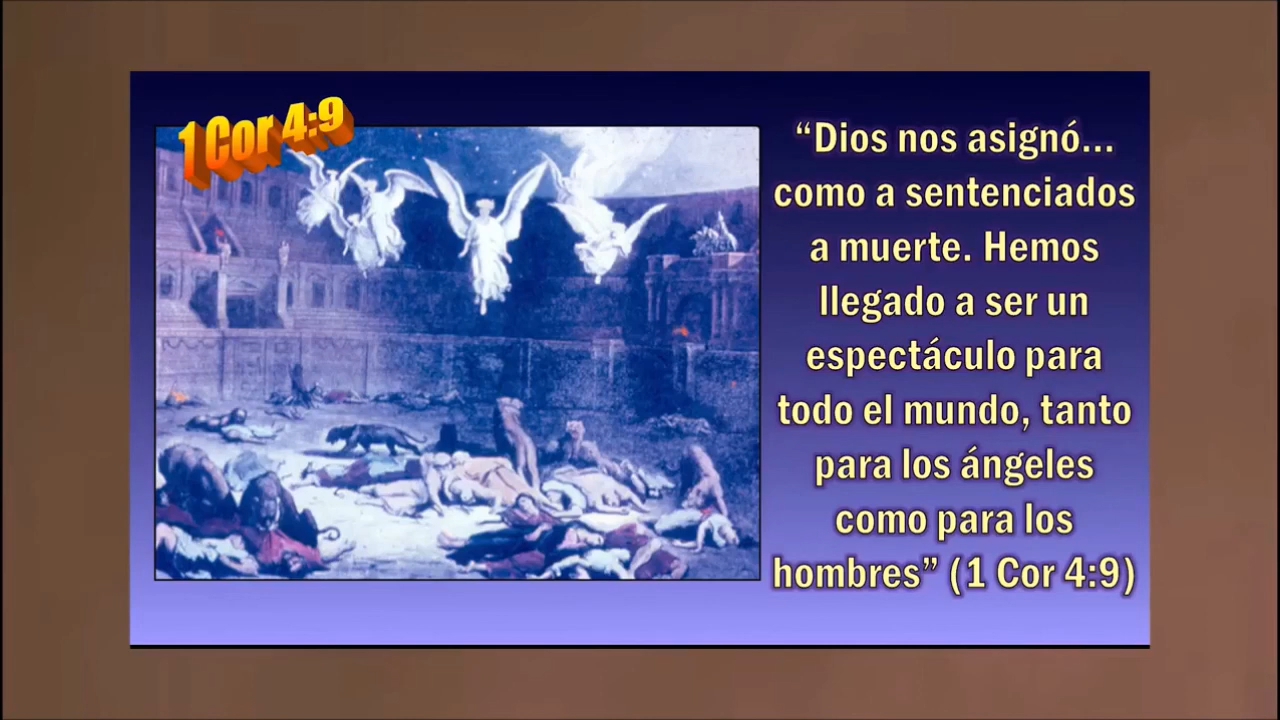 1 Cor 4:9
“Dios nos asignó...
como a sentenciados
a muerte. Hemos
llegado a ser un
espectáculo para
todo el mundo, tanto
para los ángeles
como para los
hombres” (1 Cor 4:9)